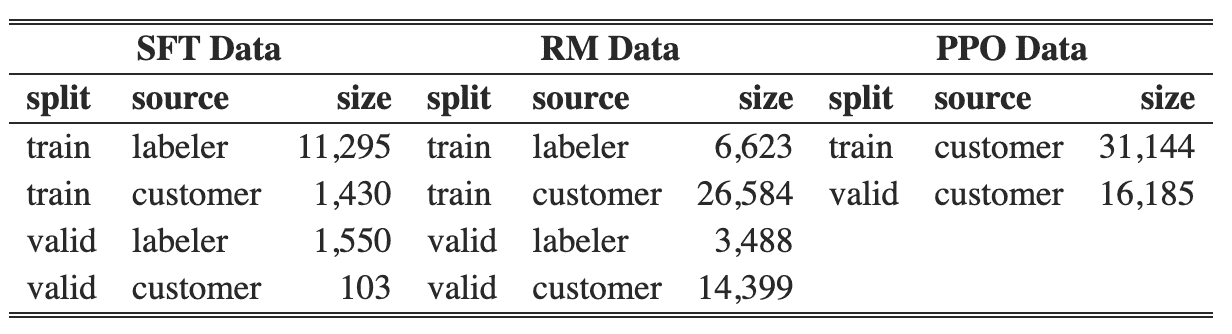 SFT Data RM Data PPO Data
split source size split source size split source size
train labeler 11,295 train labeler 6,623 train customer 31,144
train customer 1,430 train customer 26,584 valid customer 16,185
valid labeler 1,550 valid labeler 3,488
valid customer 103 valid customer 14,399